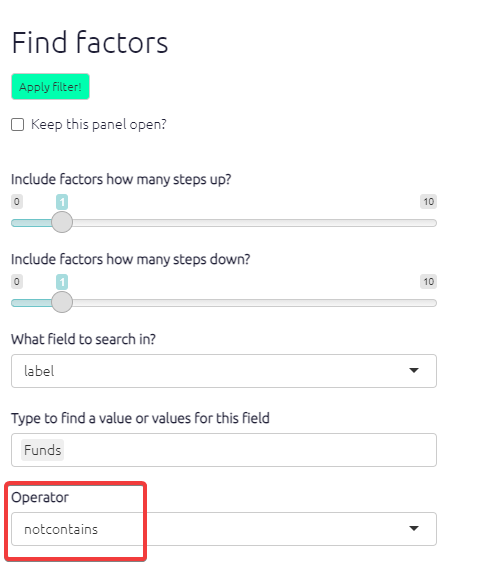 Find factors
Apply filter!
Keep this panel open?
Include factors how many steps up?
0 1 10
Include factors how many steps down?
0 1 10
What field to search in?
label
Type to find a value or values for this field
Funds
Operator
notcontains